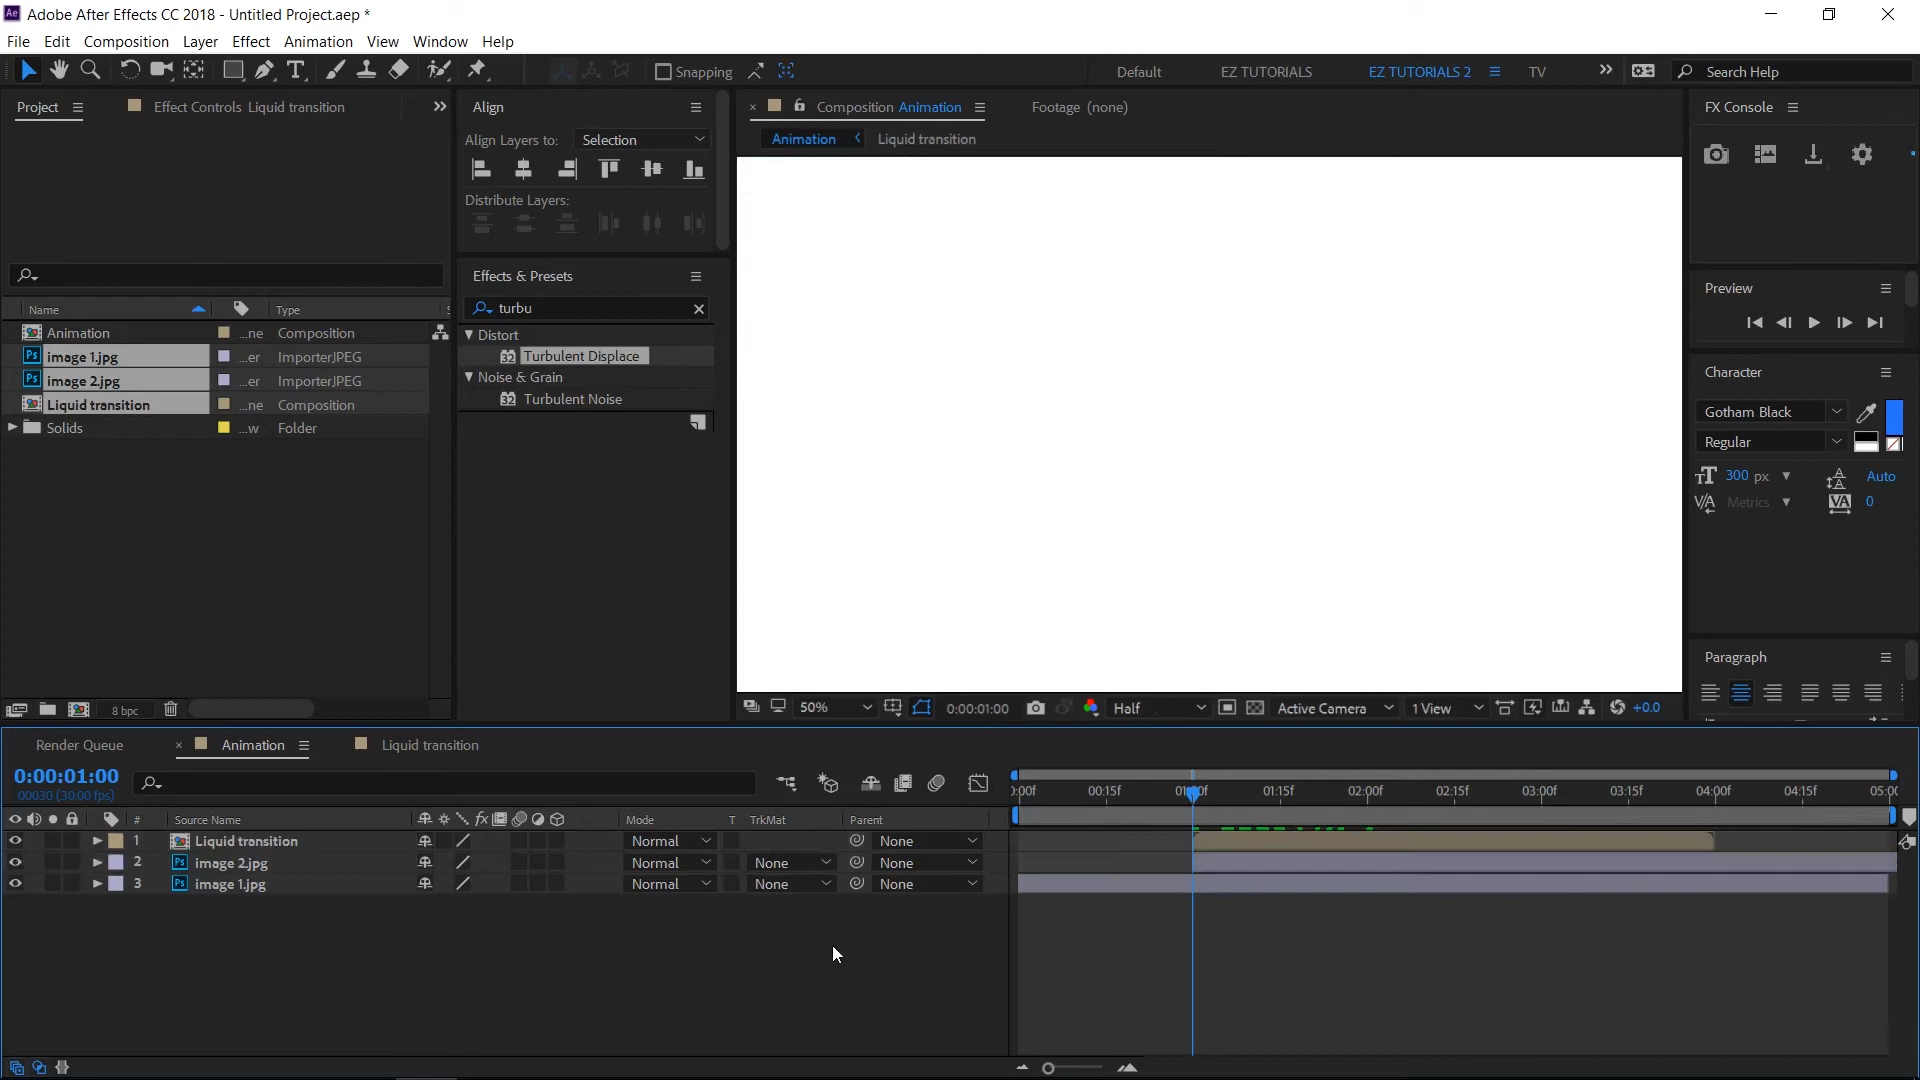 Adobe After Effects CC 2018 - Untitled Project.aep *
File Edit Composition Layer Effect Animation View Window Help
Snapping
Default EZ TUTORIALS EZ TUTORIALS 2 TV Search Help
Project Effect Controls Liquid transition
Name Type
Animation ...ne Composition
image 1.jpg ...er ImporterJPEG
image 2.jpg ...er ImporterJPEG
Liquid transition ...ne Composition
Solids ...w Folder
8 bpc
Align
Align Layers to: Selection
Distribute Layers:
Effects & Presets
turbu
Distort
32 Turbulent Displace
Noise & Grain
32 Turbulent Noise
Composition Animation Footage (none)
Animation Liquid transition
50% 0:00:01:00 Half Active Camera 1 View +0.0
FX Console
Preview
Character
Gotham Black
Regular
300 px Auto
Metrics 0
Paragraph
Render Queue Animation Liquid transition
0:00:01:00
00030 (30.00 fps)
:00f 00:15f 01:00f 01:15f 02:00f 02:15f 03:00f 03:15f 04:00f 04:15f 05:00
# Source Name Mode T TrkMat Parent
1 Liquid transition Normal None
2 image 2.jpg Normal None None
3 image 1.jpg Normal None None